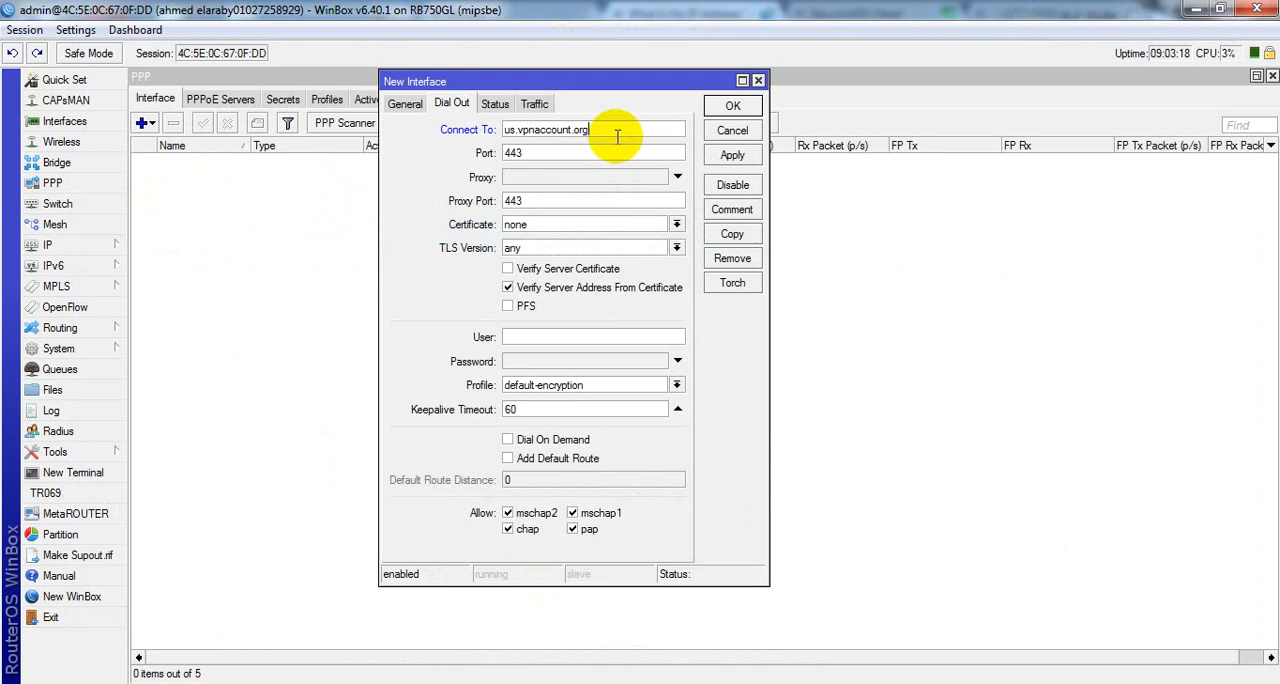 admin@4C:5E:0C:67:0F:DD (ahmed elaraby01027258929) - WinBox v6.40.1 on RB750GL (mipsbe)
Session Settings Dashboard
Safe Mode Session: 4C:5E:0C:67:0F:DD Uptime: 09:03:18 CPU: 3%
RouterOS WinBox
Quick Set
CAPsMAN
Interfaces
Wireless
Bridge
PPP
Switch
Mesh
IP
IPv6
MPLS
OpenFlow
Routing
System
Queues
Files
Log
Radius
Tools
New Terminal
TR069
MetaROUTER
Partition
Make Supout.rif
Manual
New WinBox
Exit
PPP
Interface PPPoE Servers Secrets Profiles Active
PPP Scanner Find
Name Type Rx Packet (p/s) FP Tx FP Rx FP Tx Packet (p/s) FP Rx Pack
New Interface
General Dial Out Status Traffic
Connect To: us.vpnaccount.org
Port: 443
Proxy:
Proxy Port: 443
Certificate: none
TLS Version: any
Verify Server Certificate
Verify Server Address From Certificate
PFS
User:
Password:
Profile: default-encryption
Keepalive Timeout: 60
Dial On Demand
Add Default Route
Default Route Distance: 0
Allow: mschap2 mschap1
chap pap
enabled running slave Status:
OK
Cancel
Apply
Disable
Comment
Copy
Remove
Torch
0 items out of 5